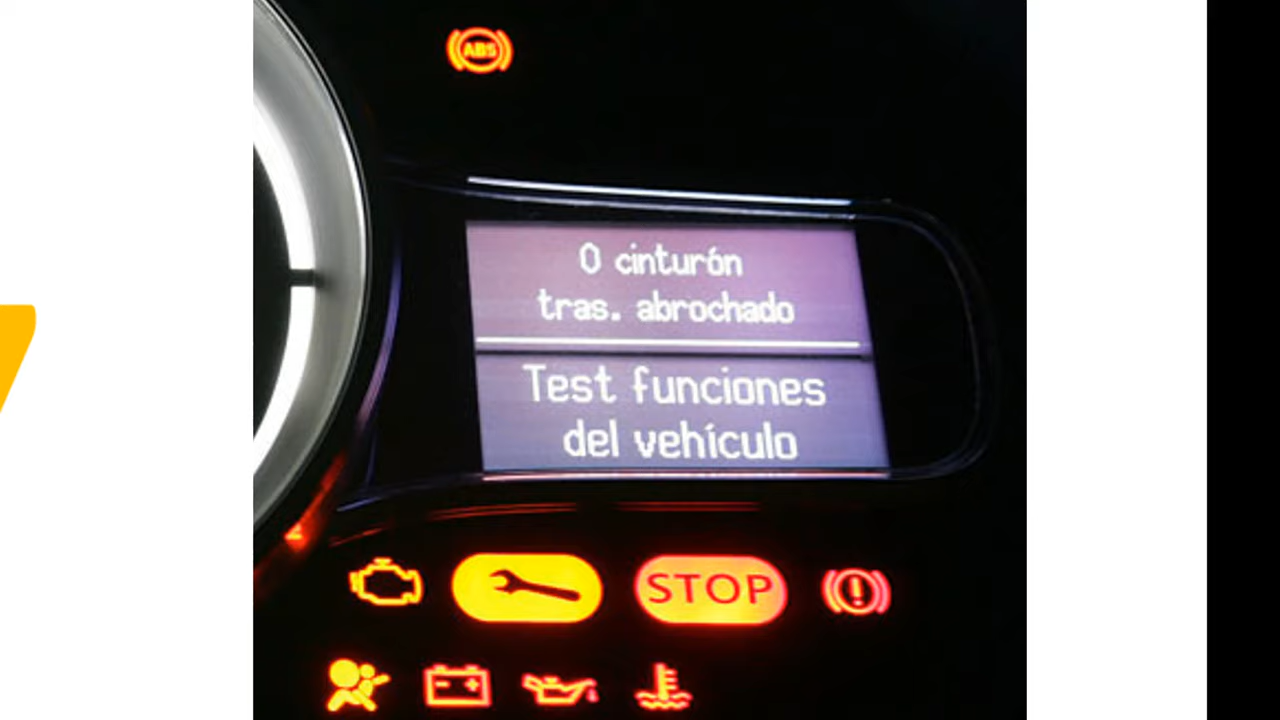 ABS
0 cinturón
tras. abrochado
Test funciones
del vehículo
STOP